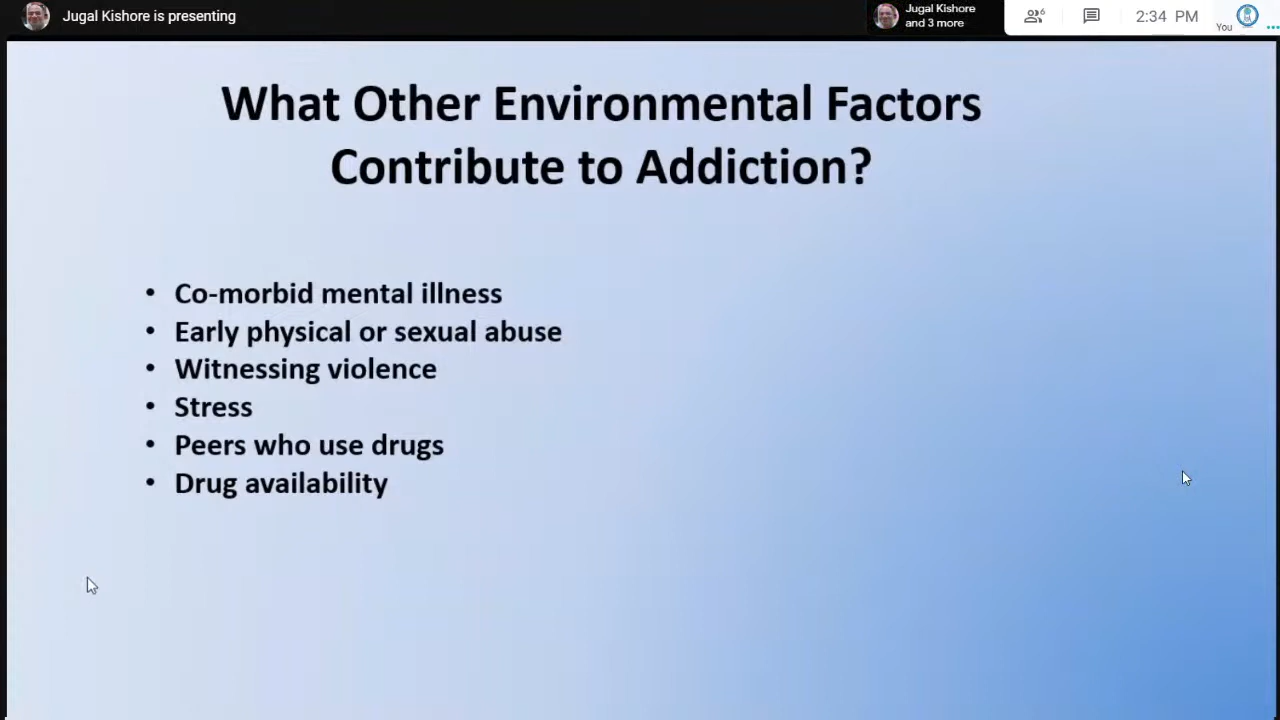 Jugal Kishore is presenting
Jugal Kishore
and 3 more
6
2:34 PM
You
What Other Environmental Factors
Contribute to Addiction?
• Co-morbid mental illness
• Early physical or sexual abuse
• Witnessing violence
• Stress
• Peers who use drugs
• Drug availability